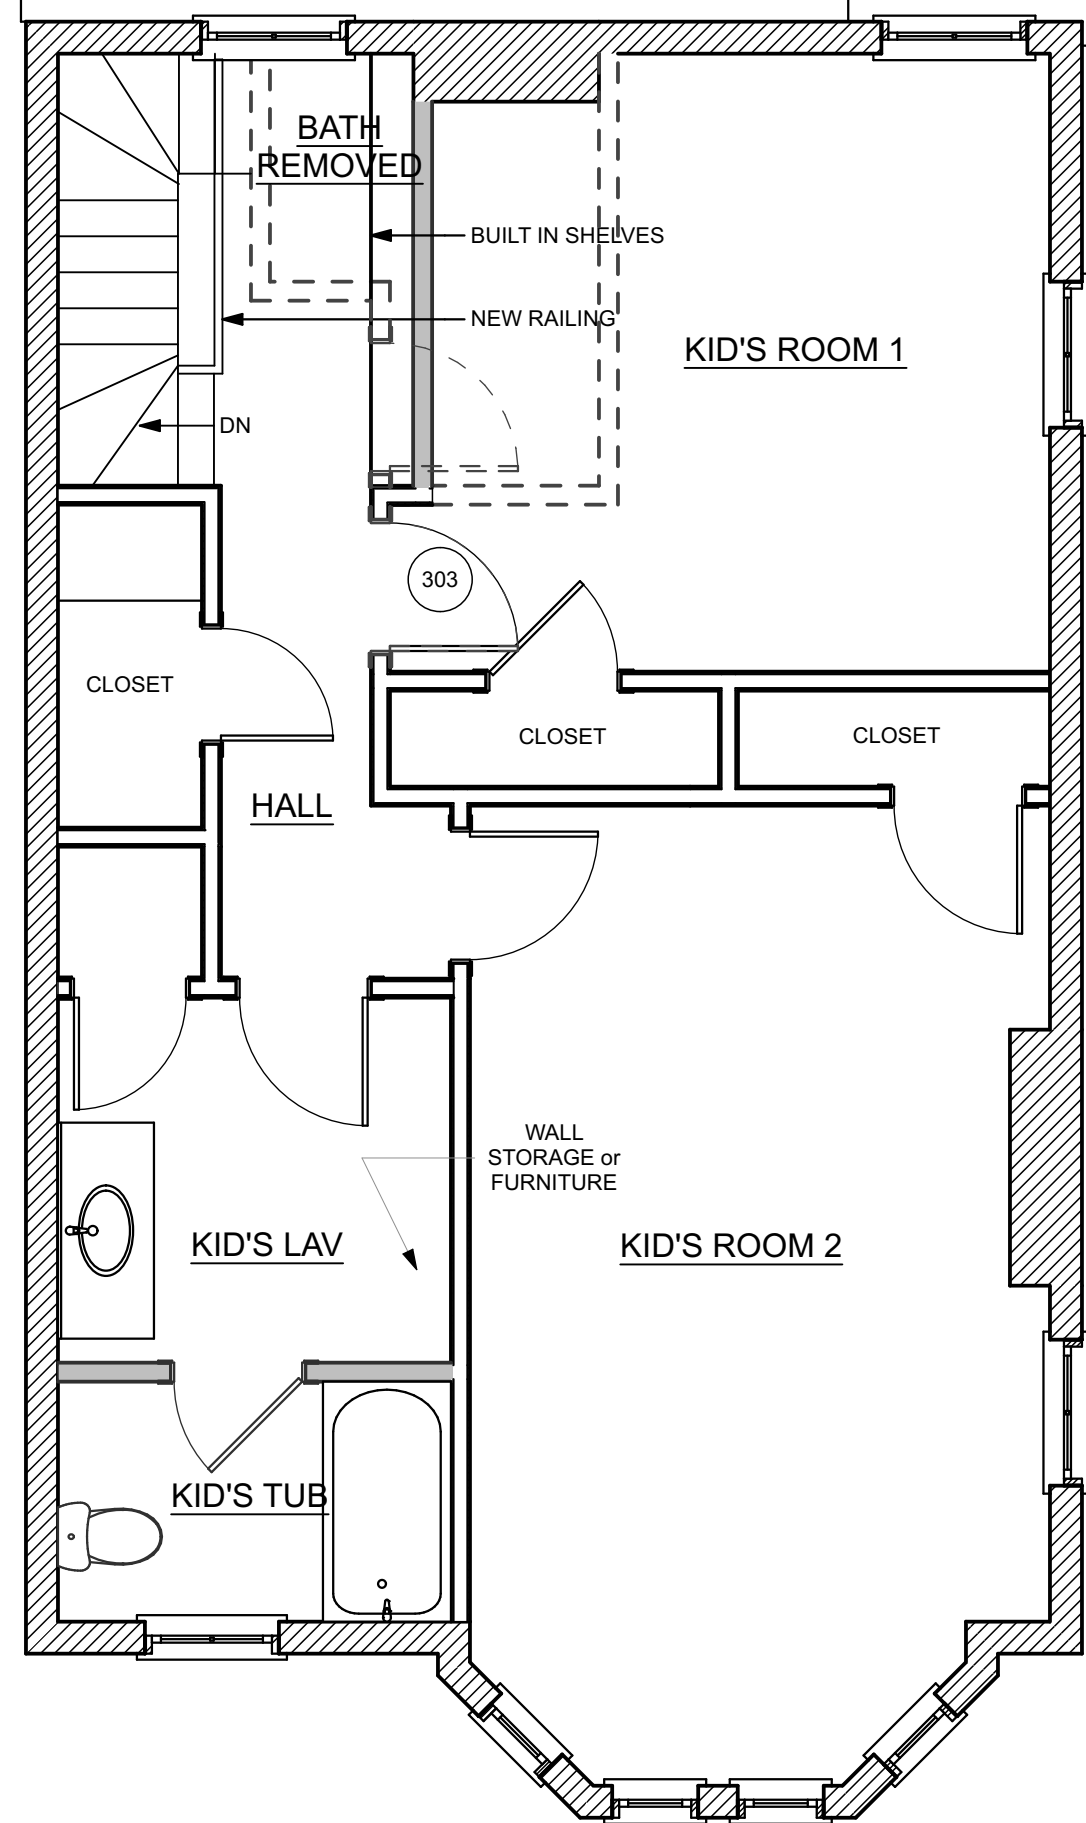 BATH
REMOVED
BUILT IN SHELVES
NEW RAILING
KID'S ROOM 1
DN
303
CLOSET
CLOSET
CLOSET
HALL
WALL
STORAGE or
FURNITURE
KID'S LAV
KID'S ROOM 2
KID'S TUB